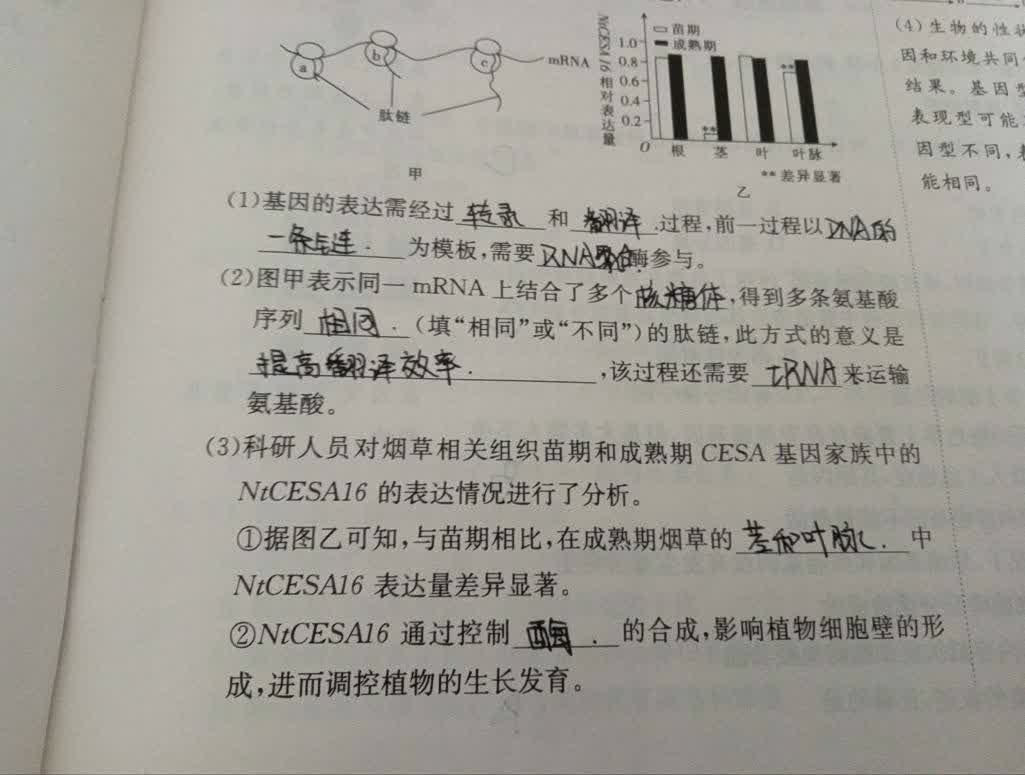 a
b
c
mRNA
肽链
甲
NtCESA16相对表达量
苗期
成熟期
1.0
0.8
0.6
0.4
0.2
0
**
**
根 茎 叶 叶脉
**差异显著
乙
(4)生物的性状
因和环境共同
结果。基因型
表现型可能
因型不同,表
能相同。
(1)基因的表达需经过 转录 和 翻译 过程,前一过程以 DNA的
一条链 为模板,需要 RNA聚合酶参与。
(2)图甲表示同一 mRNA 上结合了多个 核糖体,得到多条氨基酸
序列 相同 (填“相同”或“不同”)的肽链,此方式的意义是
提高翻译效率. ,该过程还需要 tRNA 来运输
氨基酸。
(3)科研人员对烟草相关组织苗期和成熟期 CESA 基因家族中的
NtCESA16 的表达情况进行了分析。
①据图乙可知,与苗期相比,在成熟期烟草的 茎和叶脉. 中
NtCESA16 表达量差异显著。
②NtCESA16 通过控制 酶. 的合成,影响植物细胞壁的形
成,进而调控植物的生长发育。